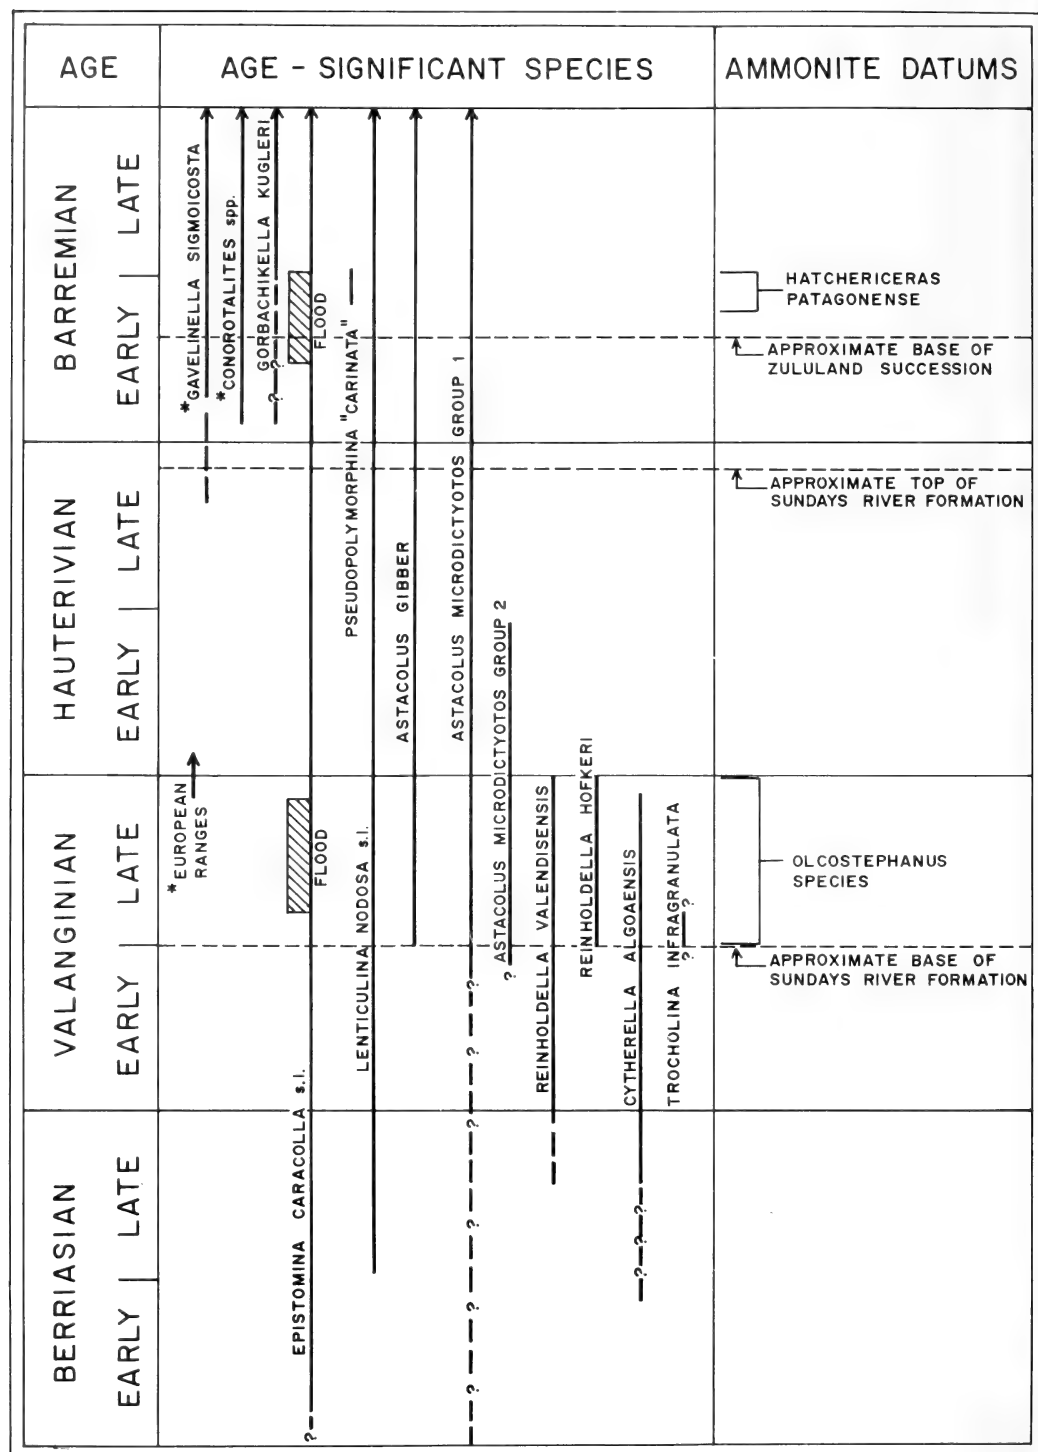 AGE
AGE - SIGNIFICANT SPECIES
AMMONITE DATUMS
BARREMIAN
LATE
EARLY
HAUTERIVIAN
LATE
EARLY
VALANGINIAN
LATE
EARLY
BERRIASIAN
LATE
EARLY
*GAVELINELLA SIGMOICOSTA
*CONOROTALITES spp.
GORBACHIKELLA KUGLERI
? ?
FLOOD
PSEUDOPOLYMORPHINA "CARINATA"
ASTACOLUS GIBBER
ASTACOLUS MICRODICTYOTOS GROUP 1
? ? ? ? ? ?
? ASTACOLUS MICRODICTYOTOS GROUP 2
*EUROPEAN
RANGES
FLOOD
LENTICULINA NODOSA s.l.
EPISTOMINA CARACOLLA s.l.
?
REINHOLDELLA VALENDISENSIS
REINHOLDELLA HOFKERI
CYTHERELLA ALGOAENSIS
? ? ?
TROCHOLINA INFRAGRANULATA
? ?
HATCHERICERAS
PATAGONENSE
APPROXIMATE BASE OF
ZULULAND SUCCESSION
APPROXIMATE TOP OF
SUNDAYS RIVER FORMATION
OLCOSTEPHANUS
SPECIES
APPROXIMATE BASE OF
SUNDAYS RIVER FORMATION